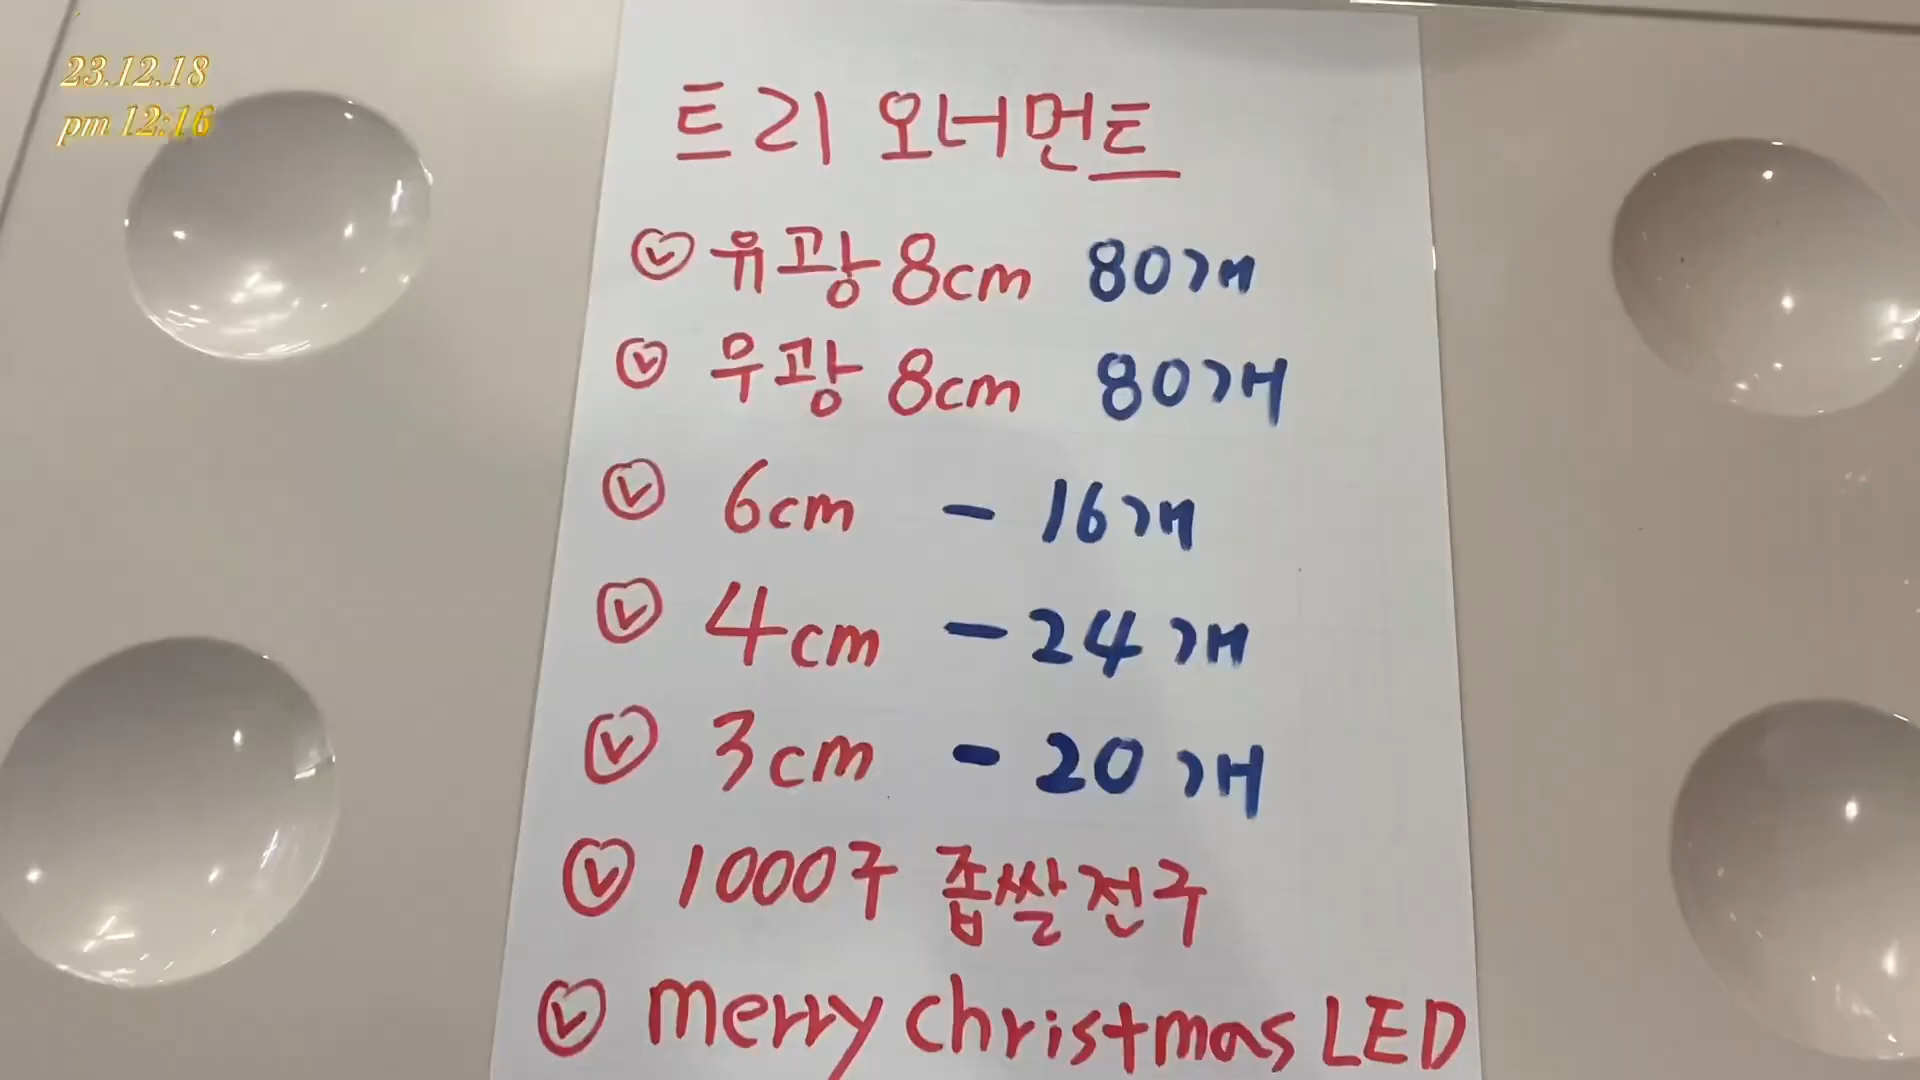 23.12.18
pm 12:16
트리 오너먼트
유광 8cm 80개
우광 8cm 80개
6cm - 16개
4cm - 24개
3cm - 20개
1000구 좁쌀전구
merry christmas LED